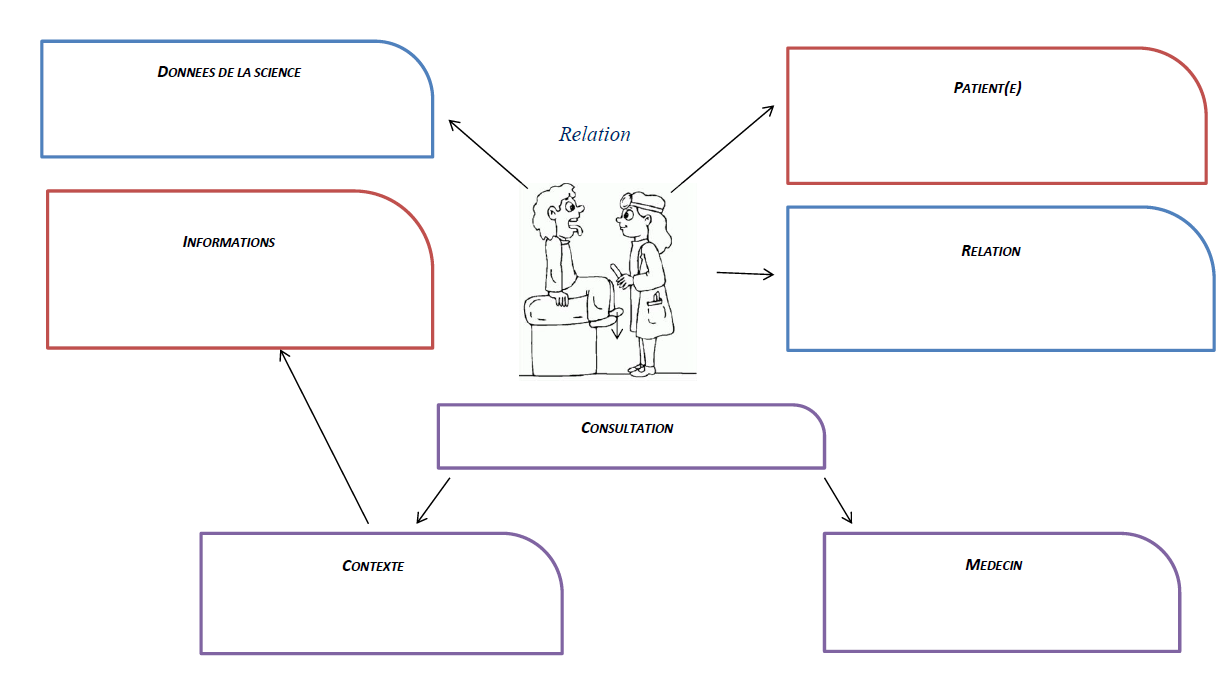 DONNEES DE LA SCIENCE
PATIENT(E)
Relation
INFORMATIONS
RELATION
CONSULTATION
CONTEXTE
MEDECIN